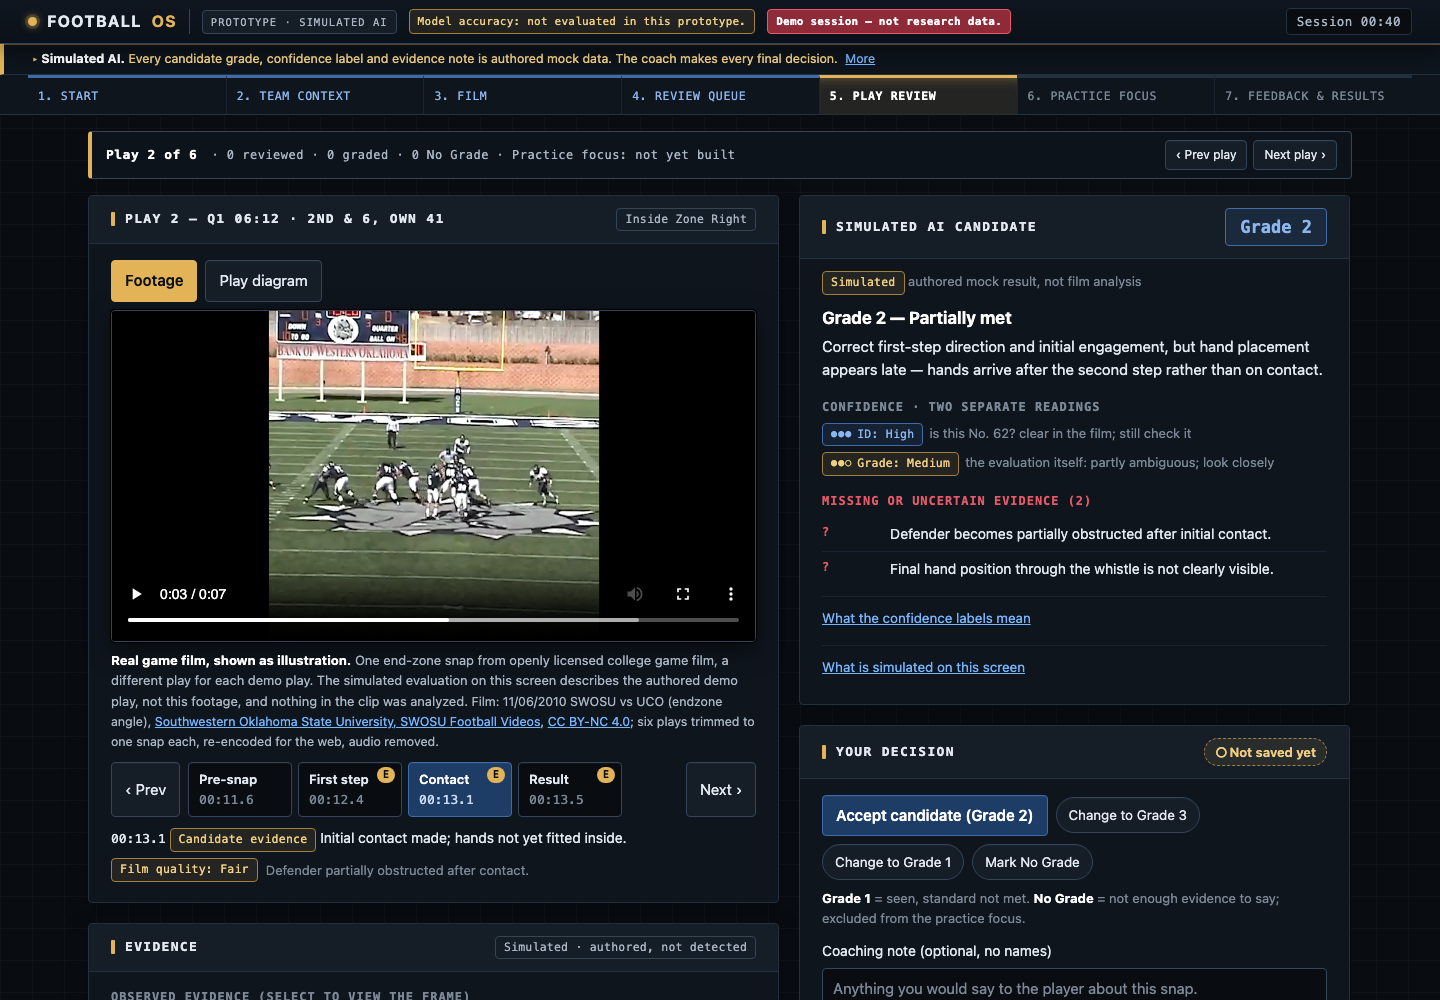 FOOTBALL OS
PROTOTYPE · SIMULATED AI
Model accuracy: not evaluated in this prototype.
Demo session — not research data.
Session 00:40
Simulated AI. Every candidate grade, confidence label and evidence note is authored mock data. The coach makes every final decision. More
1. START
2. TEAM CONTEXT
3. FILM
4. REVIEW QUEUE
5. PLAY REVIEW
6. PRACTICE FOCUS
7. FEEDBACK & RESULTS
Play 2 of 6 · 0 reviewed · 0 graded · 0 No Grade · Practice focus: not yet built
‹ Prev play
Next play ›
PLAY 2 — Q1 06:12 · 2ND & 6, OWN 41
Inside Zone Right
Footage
Play diagram
DOWN
QUARTER
TO GO
BALL ON
BANK OF WESTERN OKLAHOMA
0:03 / 0:07
Real game film, shown as illustration. One end-zone snap from openly licensed college game film, a
different play for each demo play. The simulated evaluation on this screen describes the authored demo
play, not this footage, and nothing in the clip was analyzed. Film: 11/06/2010 SWOSU vs UCO (endzone
angle), Southwestern Oklahoma State University, SWOSU Football Videos, CC BY-NC 4.0; six plays trimmed to
one snap each, re-encoded for the web, audio removed.
‹ Prev
Pre-snap
00:11.6
First step E
00:12.4
Contact E
00:13.1
Result E
00:13.5
Next ›
00:13.1 Candidate evidence Initial contact made; hands not yet fitted inside.
Film quality: Fair Defender partially obstructed after contact.
EVIDENCE
Simulated · authored, not detected
OBSERVED EVIDENCE (SELECT TO VIEW THE FRAME)
SIMULATED AI CANDIDATE
Grade 2
Simulated authored mock result, not film analysis
Grade 2 — Partially met
Correct first-step direction and initial engagement, but hand placement
appears late — hands arrive after the second step rather than on contact.
CONFIDENCE · TWO SEPARATE READINGS
●●● ID: High is this No. 62? clear in the film; still check it
●●○ Grade: Medium the evaluation itself: partly ambiguous; look closely
MISSING OR UNCERTAIN EVIDENCE (2)
? Defender becomes partially obstructed after initial contact.
? Final hand position through the whistle is not clearly visible.
What the confidence labels mean
What is simulated on this screen
YOUR DECISION
Not saved yet
Accept candidate (Grade 2)
Change to Grade 3
Change to Grade 1
Mark No Grade
Grade 1 = seen, standard not met. No Grade = not enough evidence to say;
excluded from the practice focus.
Coaching note (optional, no names)
Anything you would say to the player about this snap.